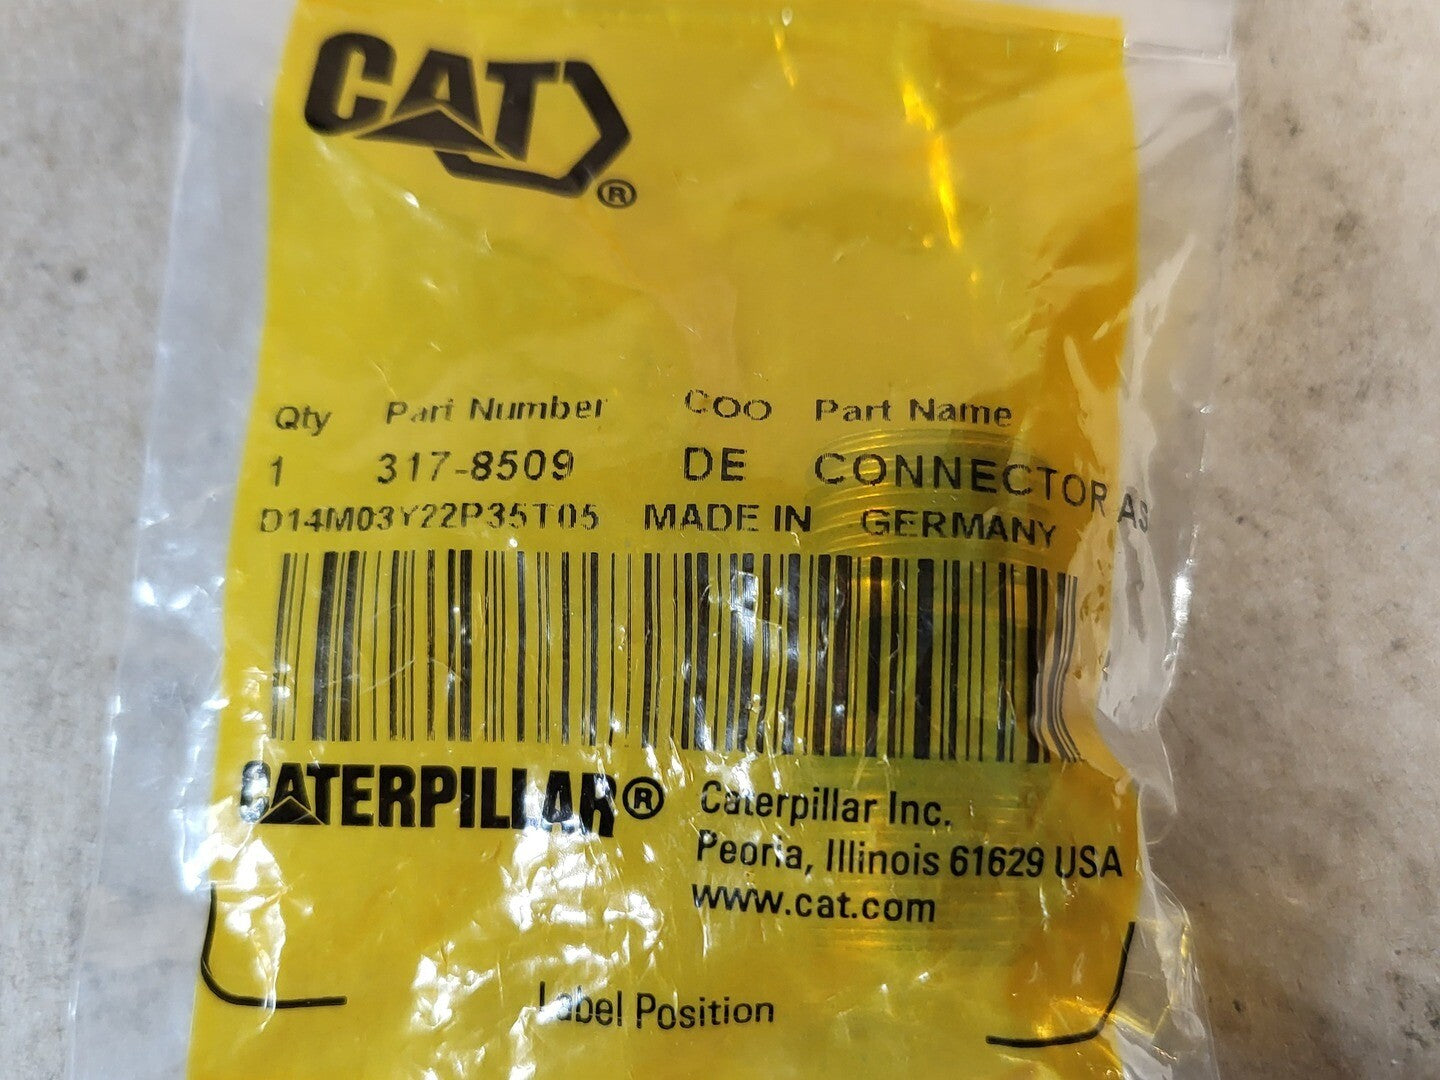 CAT®
Qty Part Number COO Part Name
1 317-8509 DE CONNECTOR AS
D14M03Y22P35T05 MADE IN GERMANY
CATERPILLAR® Caterpillar Inc.
Peoria, Illinois 61629 USA
www.cat.com
Label Position